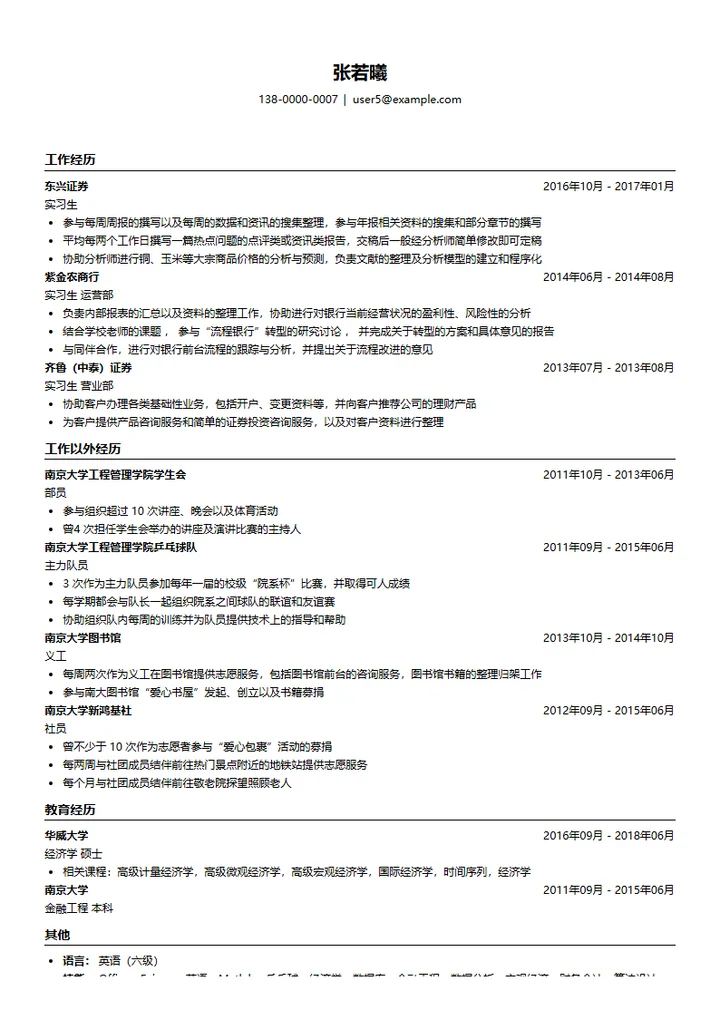 张若曦
138-0000-0007 | user5@example.com
工作经历
东兴证券 2016年10月 - 2017年01月
实习生
• 参与每周周报的撰写以及每周的数据和资讯的搜集整理，参与年报相关资料的搜集和部分章节的撰写
• 平均每两个工作日撰写一篇热点问题的点评类或资讯类报告，交稿后一般经分析师简单修改即可定稿
• 协助分析师进行铜、玉米等大宗商品价格的分析与预测，负责文献的整理及分析模型的建立和程序化
紫金农商行 2014年06月 - 2014年08月
实习生 运营部
• 负责内部报表的汇总以及资料的整理工作，协助进行对银行当前经营状况的盈利性、风险性的分析
• 结合学校老师的课题 ， 参与“流程银行”转型的研究讨论 ， 并完成关于转型的方案和具体意见的报告
• 与同伴合作，进行对银行前台流程的跟踪与分析，并提出关于流程改进的意见
齐鲁（中泰）证券 2013年07月 - 2013年08月
实习生 营业部
• 协助客户办理各类基础性业务，包括开户、变更资料等，并向客户推荐公司的理财产品
• 为客户提供产品咨询服务和简单的证券投资咨询服务，以及对客户资料进行整理
工作以外经历
南京大学工程管理学院学生会 2011年10月 - 2013年06月
部员
• 参与组织超过 10 次讲座、晚会以及体育活动
• 曾4 次担任学生会举办的讲座及演讲比赛的主持人
南京大学工程管理学院乒乓球队 2011年09月 - 2015年06月
主力队员
• 3 次作为主力队员参加每年一届的校级“院系杯”比赛，并取得可人成绩
• 每学期都会与队长一起组织院系之间球队的联谊和友谊赛
• 协助组织队内每周的训练并为队员提供技术上的指导和帮助
南京大学图书馆 2013年10月 - 2014年10月
义工
• 每周两次作为义工在图书馆提供志愿服务，包括图书馆前台的咨询服务，图书馆书籍的整理归架工作
• 参与南大图书馆“爱心书屋”发起、创立以及书籍募捐
南京大学新鸿基社 2012年09月 - 2015年06月
社员
• 曾不少于 10 次作为志愿者参与“爱心包裹”活动的募捐
• 每两周与社团成员结伴前往热门景点附近的地铁站提供志愿服务
• 每个月与社团成员结伴前往敬老院探望照顾老人
教育经历
华威大学 2016年09月 - 2018年06月
经济学 硕士
• 相关课程：高级计量经济学，高级微观经济学，高级宏观经济学，国际经济学，时间序列，经济学
南京大学 2011年09月 - 2015年06月
金融工程 本科
其他
• 语言： 英语（六级）